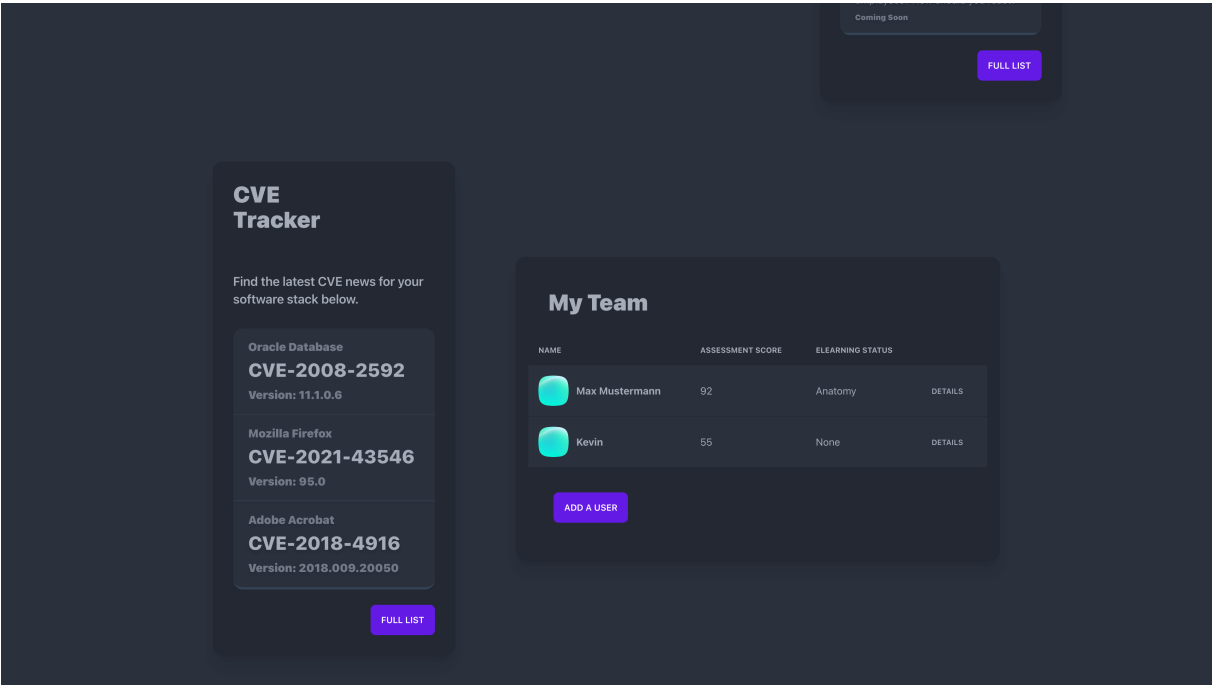 Coming Soon
FULL LIST
CVE
Tracker
Find the latest CVE news for your
software stack below.
Oracle Database
CVE-2008-2592
Version: 11.1.0.6
Mozilla Firefox
CVE-2021-43546
Version: 95.0
Adobe Acrobat
CVE-2018-4916
Version: 2018.009.20050
FULL LIST
My Team
NAME ASSESSMENT SCORE ELEARNING STATUS
Max Mustermann 92 Anatomy DETAILS
Kevin 55 None DETAILS
ADD A USER